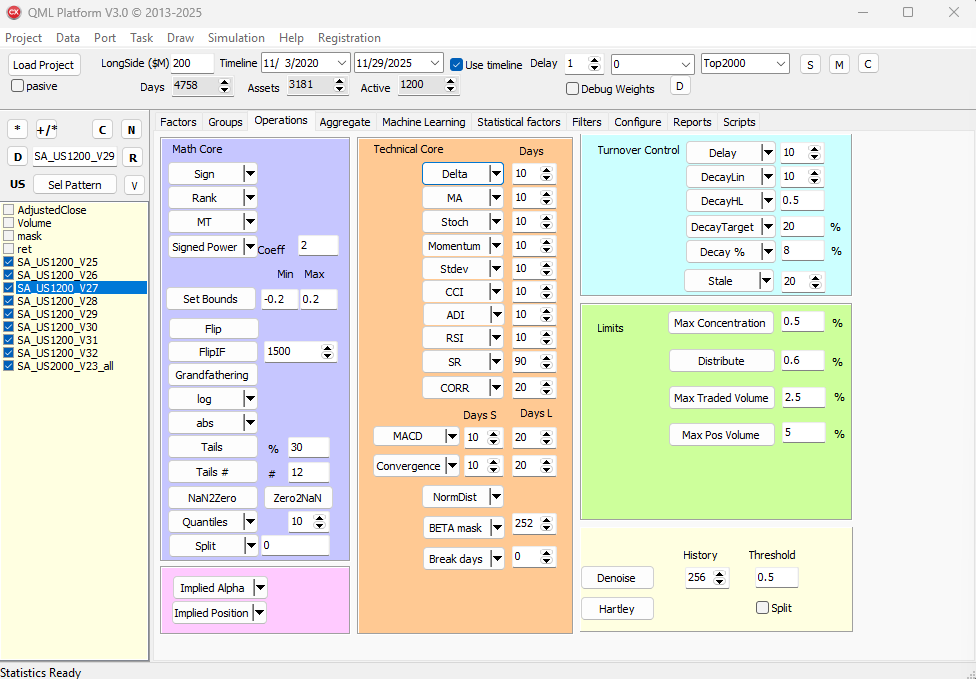 QML Platform V3.0 © 2013-2025
Project Data Port Task Draw Simulation Help Registration
Load Project LongSide ($M) 200 Timeline 11/ 3/2020 11/29/2025 Use timeline Delay 1 0 Top2000 S M C
pasive Days 4758 Assets 3181 Active 1200 Debug Weights D
* +/* C N
D SA_US1200_V29 R
US Sel Pattern V
AdjustedClose
Volume
mask
ret
SA_US1200_V25
SA_US1200_V26
SA_US1200_V27
SA_US1200_V28
SA_US1200_V29
SA_US1200_V30
SA_US1200_V31
SA_US1200_V32
SA_US2000_V23_all
Factors Groups Operations Aggregate Machine Learning Statistical factors Filters Configure Reports Scripts
Math Core
Sign
Rank
MT
Signed Power Coeff 2
Min Max
Set Bounds -0.2 0.2
Flip
FlipIF 1500
Grandfathering
log
abs
Tails % 30
Tails # # 12
NaN2Zero Zero2NaN
Quantiles 10
Split 0
Implied Alpha
Implied Position
Technical Core Days
Delta 10
MA 10
Stoch 10
Momentum 10
Stdev 10
CCI 10
ADI 10
RSI 10
SR 90
CORR 20
Days S Days L
MACD 10 20
Convergence 10 20
NormDist
BETA mask 252
Break days 0
Turnover Control Delay 10
DecayLin 10
DecayHL 0.5
DecayTarget 20 %
Decay % 8 %
Stale 20
Limits Max Concentration 0.5 %
Distribute 0.6 %
Max Traded Volume 2.5 %
Max Pos Volume 5 %
History Threshold
Denoise 256 0.5
Hartley Split
Statistics Ready